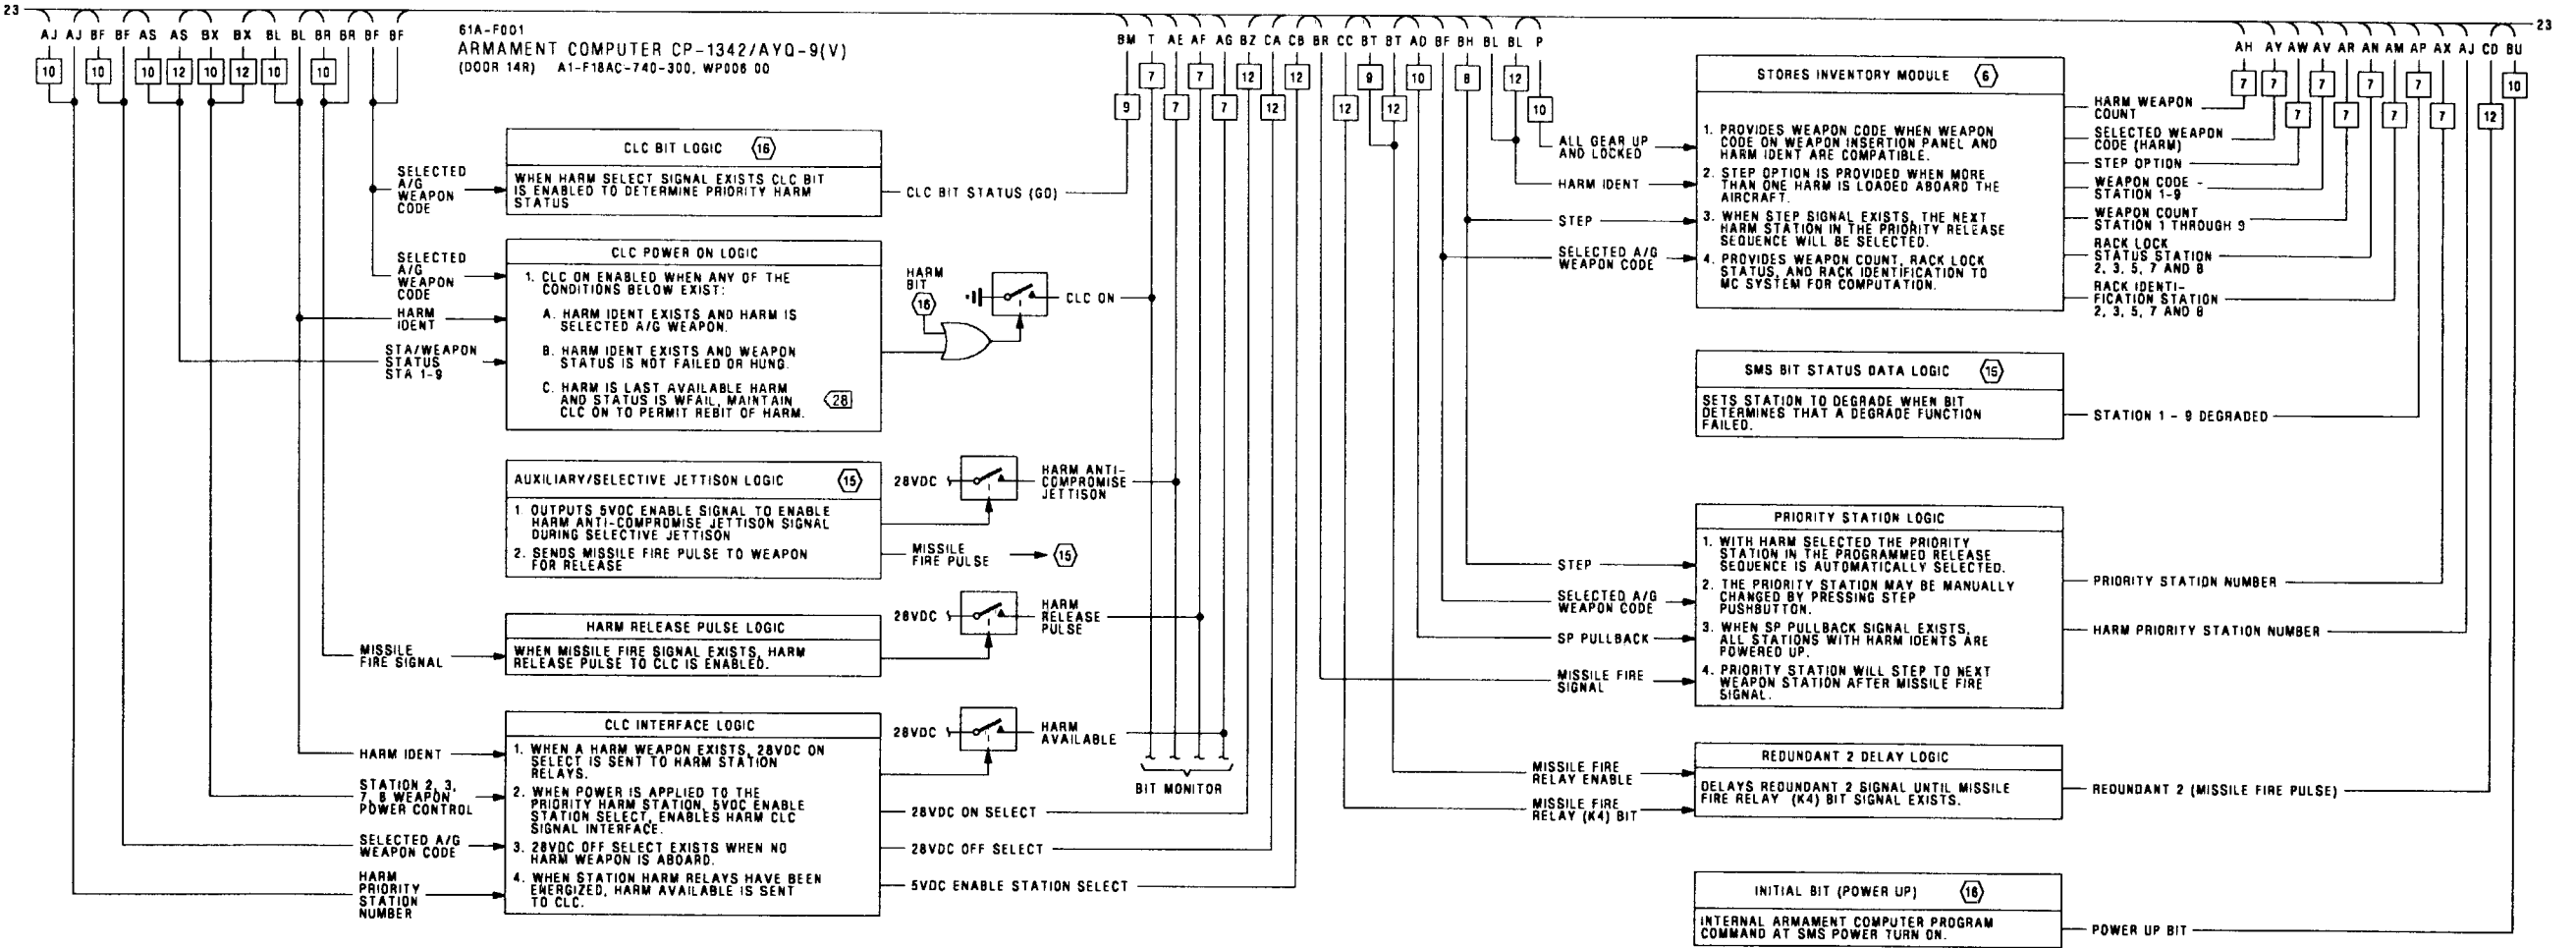 23
AJ AJ BF BF AS AS BX BX BL BL BR BR BF BF
10 10 10 12 10 12 10 10
61A-F001
ARMAMENT COMPUTER CP-1342/AYQ-9(V)
(DOOR 14R) A1-F18AC-740-300, WP006 00
BM T AE AF AG BZ CA CB BR CC BT BT AD BF BH BL BL P
7 7 12 12 9 10 8 12
9 7 7 12 12 12 10
AH AY AW AV AR AN AM AP AX AJ CD BU
7 7 7 7 7 10
7 7 7 7 12
23
SELECTED
A/G
WEAPON
CODE
CLC BIT LOGIC 16
WHEN HARM SELECT SIGNAL EXISTS CLC BIT
IS ENABLED TO DETERMINE PRIORITY HARM
STATUS
CLC BIT STATUS (GO)
SELECTED
A/G
WEAPON
CODE
HARM
IDENT
STA/WEAPON
STATUS
STA 1-9
CLC POWER ON LOGIC
1. CLC ON ENABLED WHEN ANY OF THE
CONDITIONS BELOW EXIST:
A. HARM IDENT EXISTS AND HARM IS
SELECTED A/G WEAPON.
B. HARM IDENT EXISTS AND WEAPON
STATUS IS NOT FAILED OR HUNG.
C. HARM IS LAST AVAILABLE HARM
AND STATUS IS WFAIL, MAINTAIN
CLC ON TO PERMIT REBIT OF HARM.
28
HARM
BIT
16
CLC ON
AUXILIARY/SELECTIVE JETTISON LOGIC 15
1. OUTPUTS 5VDC ENABLE SIGNAL TO ENABLE
HARM ANTI-COMPROMISE JETTISON SIGNAL
DURING SELECTIVE JETTISON
2. SENDS MISSILE FIRE PULSE TO WEAPON
FOR RELEASE
28VDC
HARM ANTI-
COMPROMISE
JETTISON
MISSILE
FIRE PULSE
15
MISSILE
FIRE SIGNAL
HARM RELEASE PULSE LOGIC
WHEN MISSILE FIRE SIGNAL EXISTS, HARM
RELEASE PULSE TO CLC IS ENABLED.
28VDC
HARM
RELEASE
PULSE
HARM IDENT
STATION 2, 3,
7, 8 WEAPON
POWER CONTROL
SELECTED A/G
WEAPON CODE
HARM
PRIORITY
STATION
NUMBER
CLC INTERFACE LOGIC
1. WHEN A HARM WEAPON EXISTS, 28VDC ON
SELECT IS SENT TO HARM STATION
RELAYS.
2. WHEN POWER IS APPLIED TO THE
PRIORITY HARM STATION, 5VDC ENABLE
STATION SELECT, ENABLES HARM CLC
SIGNAL INTERFACE.
3. 28VDC OFF SELECT EXISTS WHEN NO
HARM WEAPON IS ABOARD.
4. WHEN STATION HARM RELAYS HAVE BEEN
ENERGIZED, HARM AVAILABLE IS SENT
TO CLC.
28VDC
HARM
AVAILABLE
BIT MONITOR
28VDC ON SELECT
28VDC OFF SELECT
5VDC ENABLE STATION SELECT
ALL GEAR UP
AND LOCKED
HARM IDENT
STEP
SELECTED A/G
WEAPON CODE
STORES INVENTORY MODULE 6
1. PROVIDES WEAPON CODE WHEN WEAPON
CODE ON WEAPON INSERTION PANEL AND
HARM IDENT ARE COMPATIBLE.
2. STEP OPTION IS PROVIDED WHEN MORE
THAN ONE HARM IS LOADED ABOARD THE
AIRCRAFT.
3. WHEN STEP SIGNAL EXISTS, THE NEXT
HARM STATION IN THE PRIORITY RELEASE
SEQUENCE WILL BE SELECTED.
4. PROVIDES WEAPON COUNT, RACK LOCK
STATUS, AND RACK IDENTIFICATION TO
MC SYSTEM FOR COMPUTATION.
HARM WEAPON
COUNT
SELECTED WEAPON
CODE (HARM)
STEP OPTION
WEAPON CODE -
STATION 1-9
WEAPON COUNT
STATION 1 THROUGH 9
RACK LOCK
STATUS STATION
2, 3, 5, 7 AND 8
RACK IDENTI-
FICATION STATION
2, 3, 5, 7 AND 8
SMS BIT STATUS DATA LOGIC 15
SETS STATION TO DEGRADE WHEN BIT
DETERMINES THAT A DEGRADE FUNCTION
FAILED.
STATION 1 - 9 DEGRADED
STEP
SELECTED A/G
WEAPON CODE
SP PULLBACK
MISSILE FIRE
SIGNAL
PRIORITY STATION LOGIC
1. WITH HARM SELECTED THE PRIORITY
STATION IN THE PROGRAMMED RELEASE
SEQUENCE IS AUTOMATICALLY SELECTED.
2. THE PRIORITY STATION MAY BE MANUALLY
CHANGED BY PRESSING STEP
PUSHBUTTON.
3. WHEN SP PULLBACK SIGNAL EXISTS,
ALL STATIONS WITH HARM IDENTS ARE
POWERED UP.
4. PRIORITY STATION WILL STEP TO NEXT
WEAPON STATION AFTER MISSILE FIRE
SIGNAL.
PRIORITY STATION NUMBER
HARM PRIORITY STATION NUMBER
MISSILE FIRE
RELAY ENABLE
MISSILE FIRE
RELAY (K4) BIT
REDUNDANT 2 DELAY LOGIC
DELAYS REDUNDANT 2 SIGNAL UNTIL MISSILE
FIRE RELAY (K4) BIT SIGNAL EXISTS.
REDUNDANT 2 (MISSILE FIRE PULSE)
INITIAL BIT (POWER UP) 16
INTERNAL ARMAMENT COMPUTER PROGRAM
COMMAND AT SMS POWER TURN ON.
POWER UP BIT